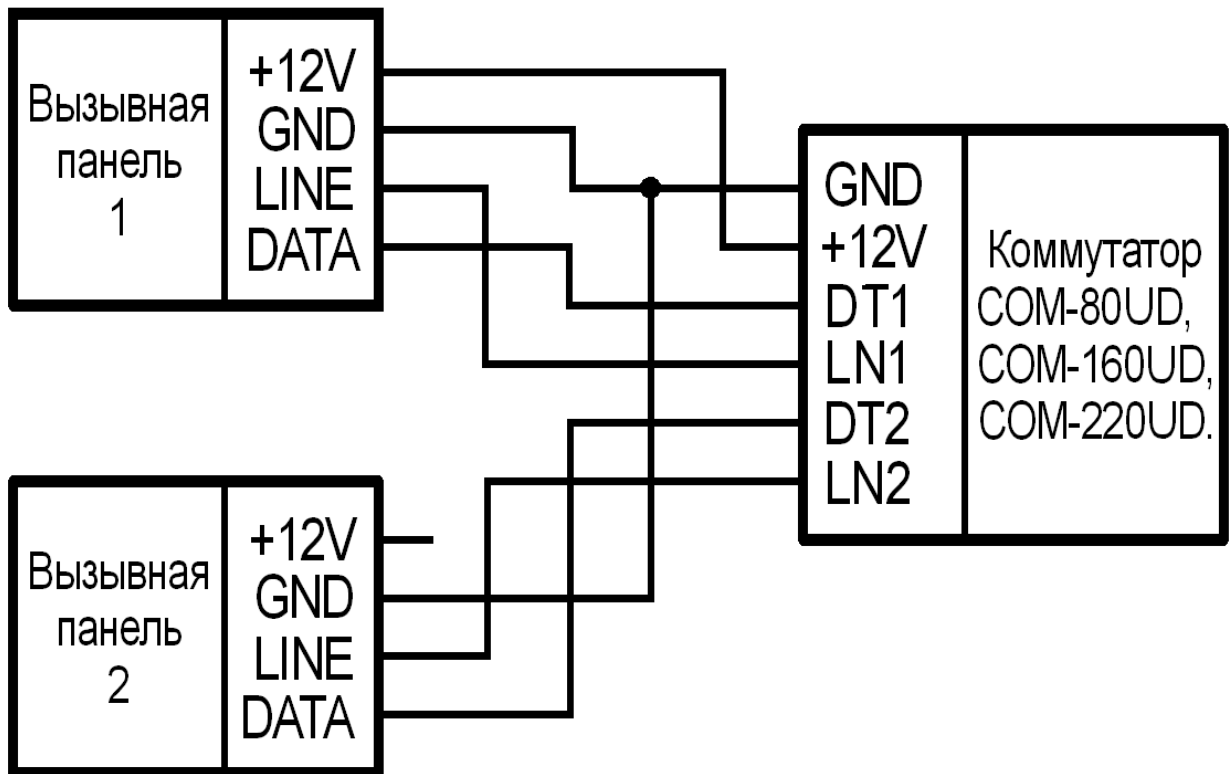 Вызывная
панель
1
+12V
GND
LINE
DATA
GND
+12V
DT1
LN1
DT2
LN2
Коммутатор
COM-80UD,
COM-160UD,
COM-220UD.
Вызывная
панель
2
+12V
GND
LINE
DATA